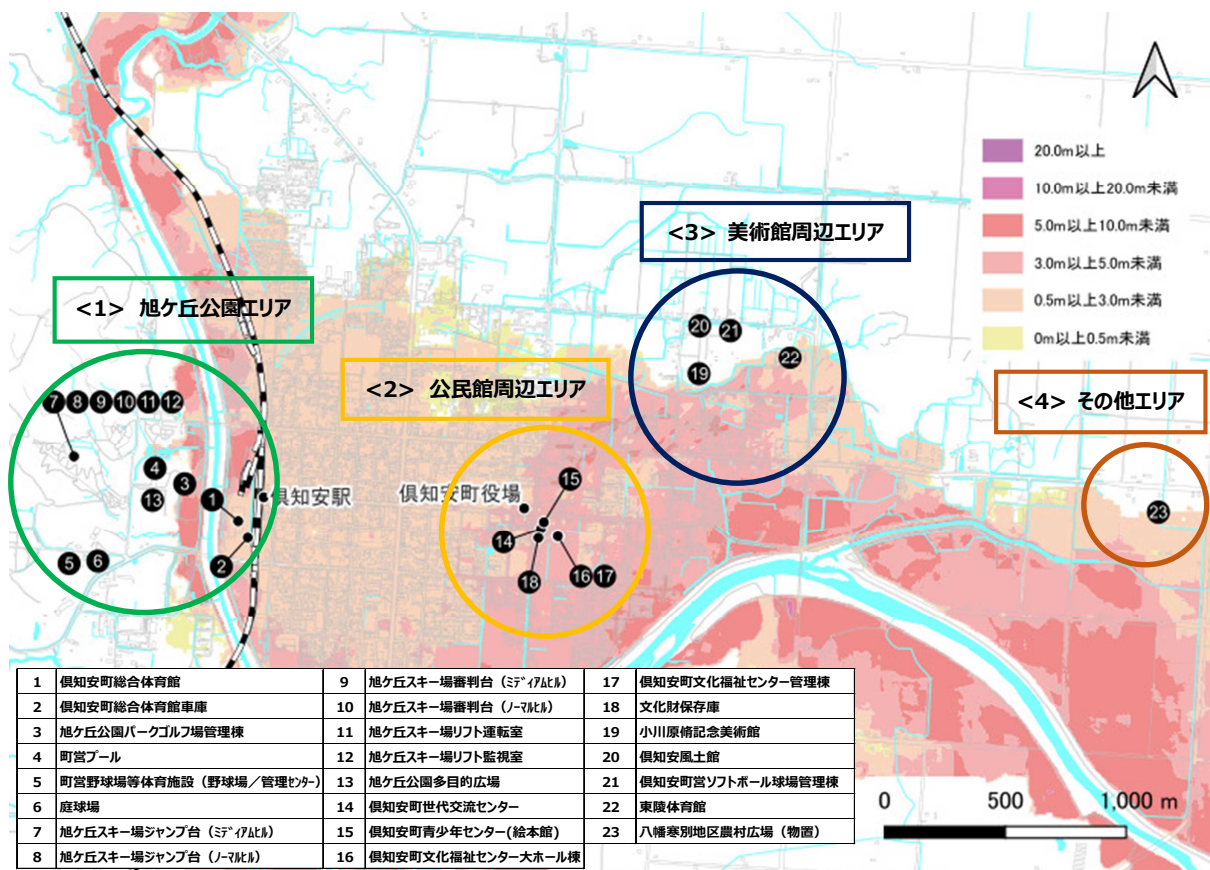 20.0m以上
10.0m以上20.0m未満
5.0m以上10.0m未満
3.0m以上5.0m未満
0.5m以上3.0m未満
0m以上0.5m未満
<3> 美術館周辺エリア
20 21
22
19
<1> 旭ケ丘公園エリア
7 8 9 10 11 12
4
3
13
1
5 6
2
倶知安駅
<2> 公民館周辺エリア
倶知安町役場
15
14
18
16 17
<4> その他エリア
23
1 倶知安町総合体育館
2 倶知安町総合体育館車庫
3 旭ケ丘公園パークゴルフ場管理棟
4 町営プール
5 町営野球場等体育施設（野球場／管理ｾﾝﾀｰ）
6 庭球場
7 旭ケ丘スキー場ジャンプ台（ﾐﾃﾞｨｱﾑﾋﾙ）
8 旭ケ丘スキー場ジャンプ台（ﾉｰﾏﾙﾋﾙ）
9 旭ケ丘スキー場審判台（ﾐﾃﾞｨｱﾑﾋﾙ）
10 旭ケ丘スキー場審判台（ﾉｰﾏﾙﾋﾙ）
11 旭ケ丘スキー場リフト運転室
12 旭ケ丘スキー場リフト監視室
13 旭ケ丘公園多目的広場
14 倶知安町世代交流センター
15 倶知安町青少年センター(絵本館)
16 倶知安町文化福祉センター大ホール棟
17 倶知安町文化福祉センター管理棟
18 文化財保存庫
19 小川原脩記念美術館
20 倶知安風土館
21 倶知安町営ソフトボール球場管理棟
22 東陵体育館
23 八幡寒別地区農村広場（物置）
0 500 1,000 m